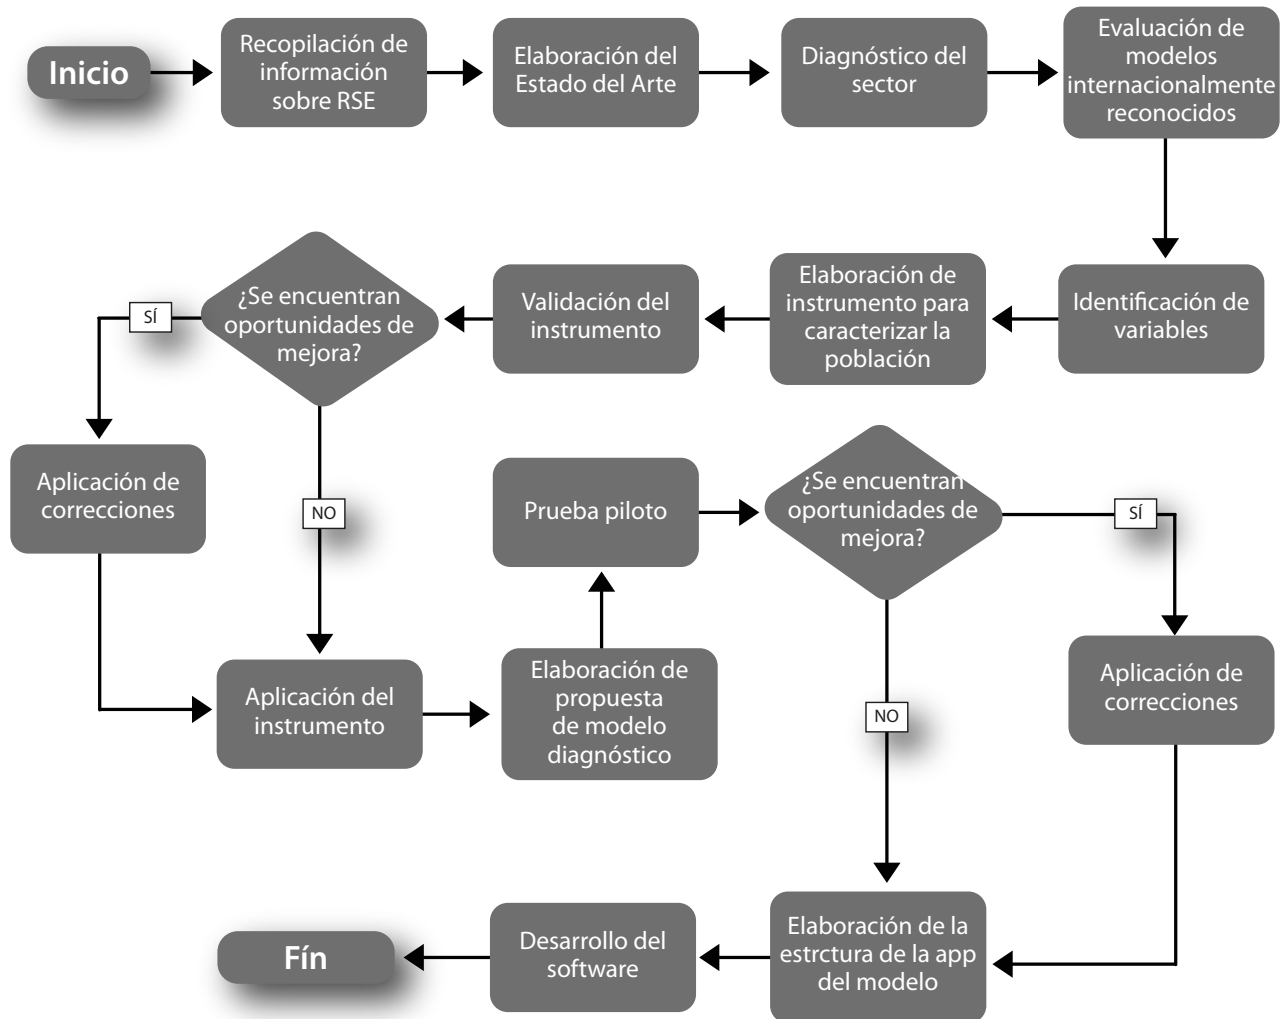 Inicio
Recopilación de
información
sobre RSE
Elaboración del
Estado del Arte
Diagnóstico del
sector
Evaluación de
modelos
internacionalmente
reconocidos
Identificación de
variables
Elaboración de
instrumento para
caracterizar la
población
Validación del
instrumento
¿Se encuentran
oportunidades de
mejora?
SÍ
Aplicación de
correcciones
NO
Aplicación del
instrumento
Elaboración de
propuesta
de modelo
diagnóstico
Prueba piloto
¿Se encuentran
oportunidades de
mejora?
SÍ
Aplicación de
correcciones
NO
Elaboración de la
estrctura de la app
del modelo
Desarrollo del
software
Fín